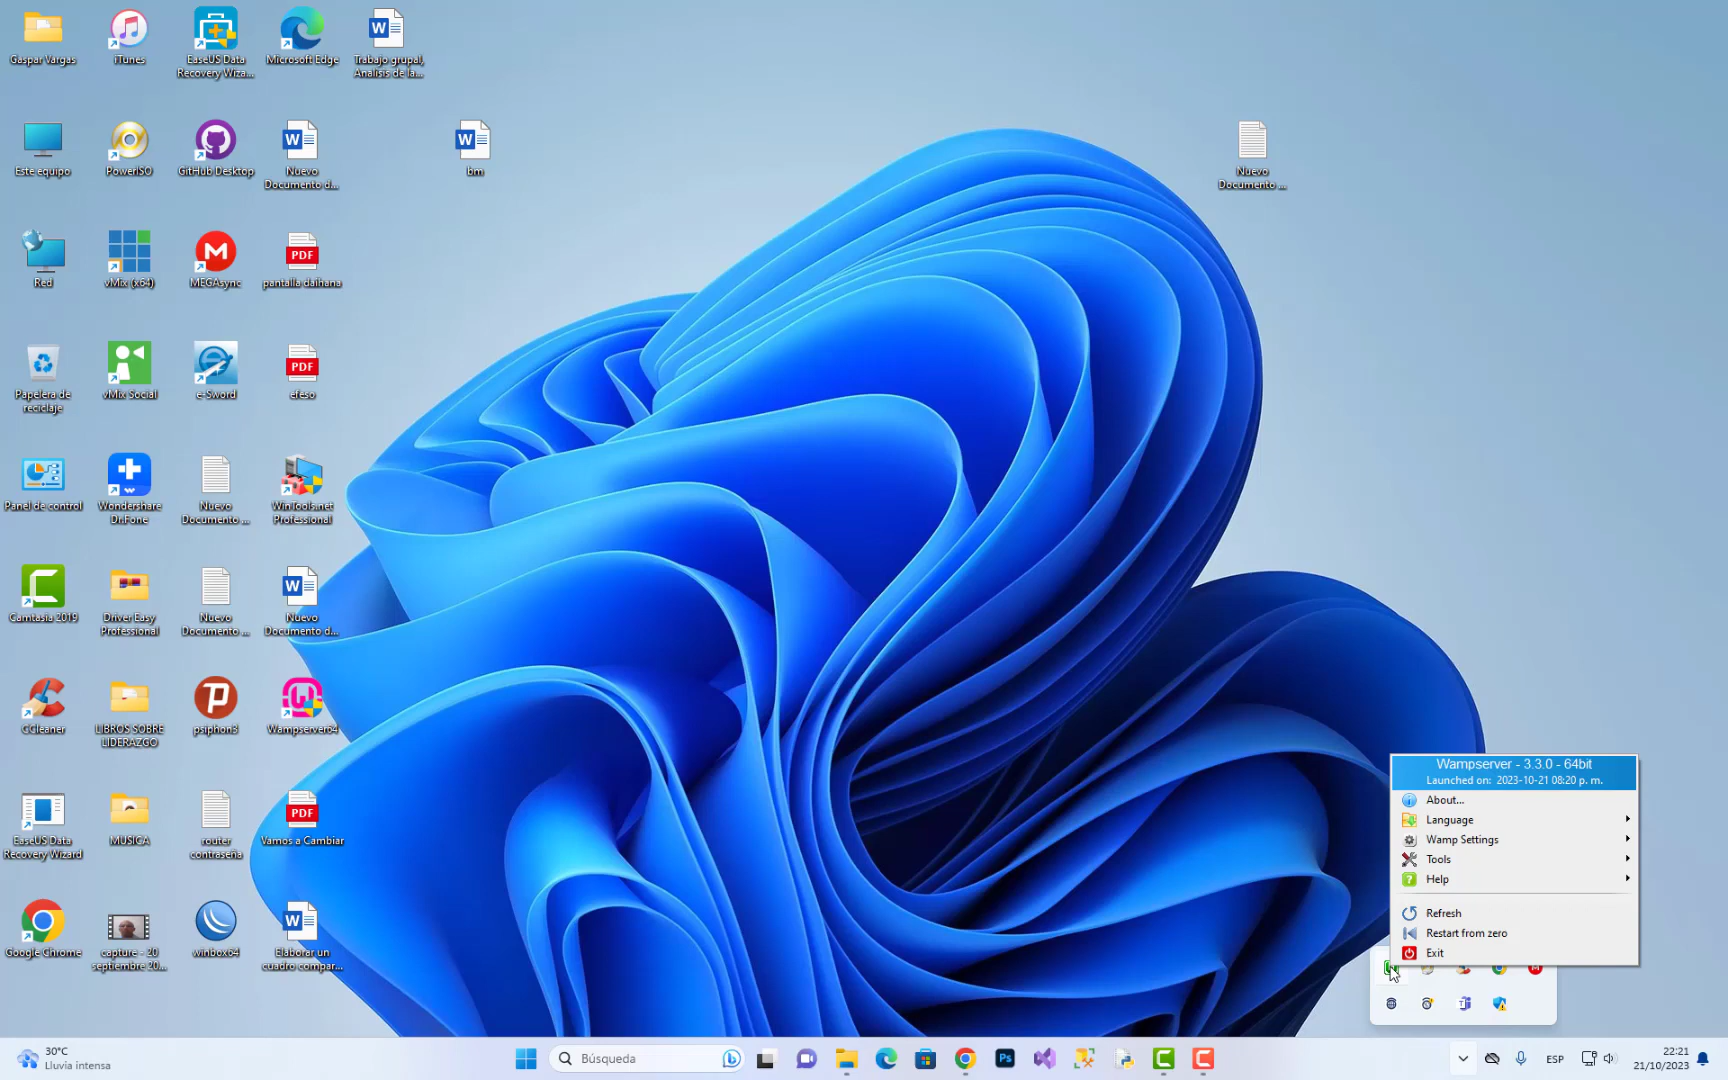 Gaspar Vargas
iTunes
EaseUS Data
Recovery Wiza...
Microsoft Edge
Trabajo grupal,
Analisis de la...
Este equipo
PowerISO
GitHub Desktop
Nuevo
Documento d...
bm
Nuevo
Documento ...
Red
vMix (x64)
MEGAsync
pantalla daihana
Papelera de
reciclaje
vMix Social
e-Sword
efeso
Panel de control
Wondershare
Dr.Fone
Nuevo
Documento ...
WinTools.net
Professional
Camtasia 2019
Driver Easy
Professional
Nuevo
Documento ...
Nuevo
Documento d...
CCleaner
LIBROS SOBRE
LIDERAZGO
psiphon3
Wampserver64
EaseUS Data
Recovery Wizard
MUSICA
router
contraseña
Vamos a Cambiar
Google Chrome
capture - 20
septiembre 20...
winbox64
Elaborar un
cuadro compar...
Wampserver - 3.3.0 - 64bit
Launched on: 2023-10-21 08:20 p. m.
About...
Language
Wamp Settings
Tools
Help
Refresh
Restart from zero
Exit
30°C
Lluvia intensa
Búsqueda
ESP
22:21
21/10/2023